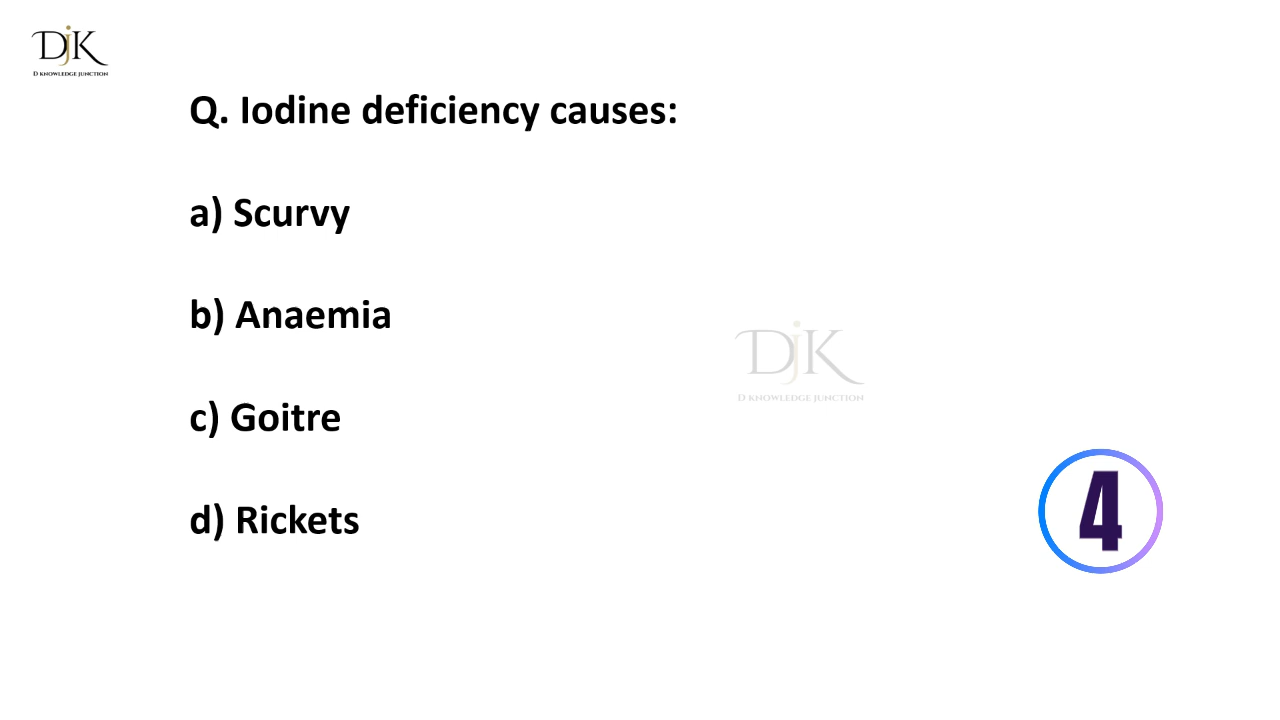 DjK
D KNOWLEDGE JUNCTION
Q. Iodine deficiency causes:
a) Scurvy
b) Anaemia
DjK
D KNOWLEDGE JUNCTION
c) Goitre
4
d) Rickets